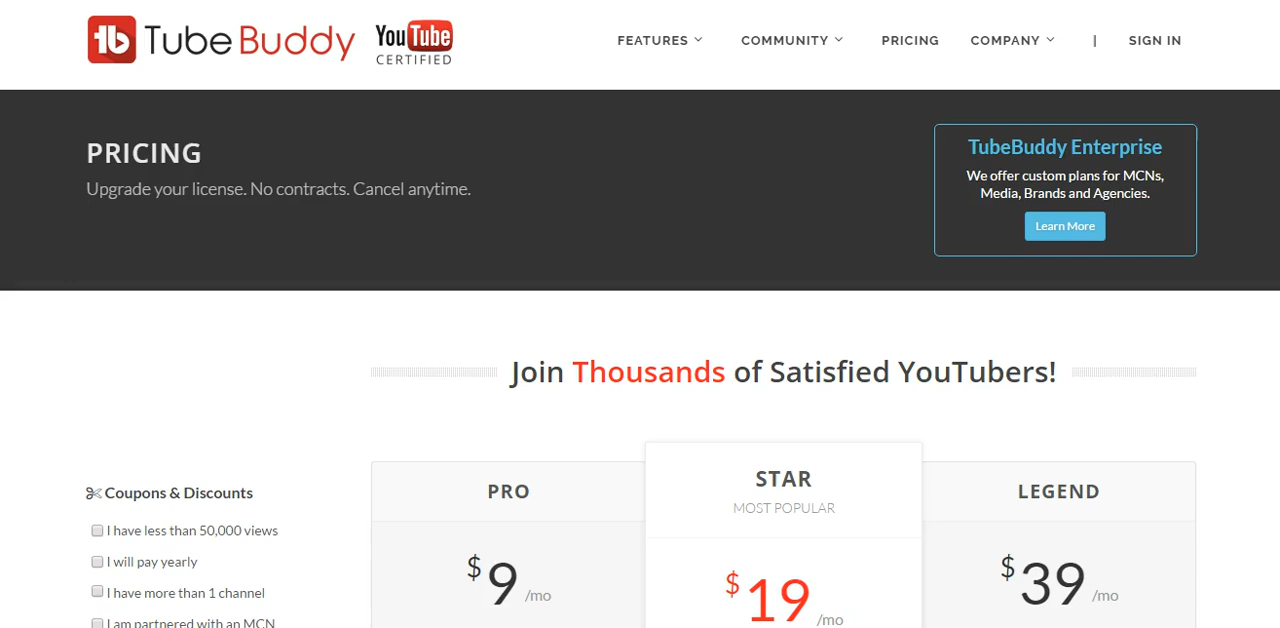 tb TubeBuddy YouTube CERTIFIED
FEATURES COMMUNITY PRICING COMPANY | SIGN IN
PRICING
Upgrade your license. No contracts. Cancel anytime.
TubeBuddy Enterprise
We offer custom plans for MCNs,
Media, Brands and Agencies.
Learn More
Join Thousands of Satisfied YouTubers!
Coupons & Discounts
I have less than 50,000 views
I will pay yearly
I have more than 1 channel
I am partnered with an MCN
PRO
$9 /mo
STAR
MOST POPULAR
$19 /mo
LEGEND
$39 /mo